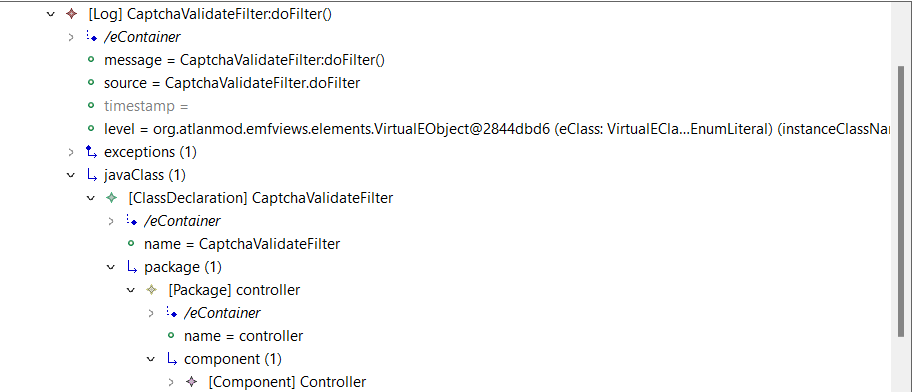 [Log] CaptchaValidateFilter:doFilter()
/eContainer
message = CaptchaValidateFilter:doFilter()
source = CaptchaValidateFilter.doFilter
timestamp =
level = org.atlanmod.emfviews.elements.VirtualEObject@2844dbd6 (eClass: VirtualECla...EnumLiteral) (instanceClassNa
exceptions (1)
javaClass (1)
[ClassDeclaration] CaptchaValidateFilter
/eContainer
name = CaptchaValidateFilter
package (1)
[Package] controller
/eContainer
name = controller
component (1)
[Component] Controller